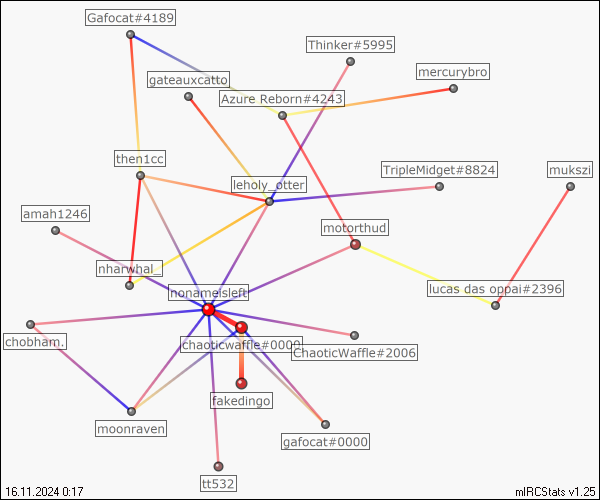 Gafocat#4189
Thinker#5995
mercurybro
gateauxcatto
Azure Reborn#4243
then1cc
TripleMidget#8824
mukszi
leholy_otter
amah1246
motorthud
nharwhal_
nonameisleft
lucas das oppai#2396
chobham.
chaoticwaffle#0000
ChaoticWaffle#2006
fakedingo
moonraven
gafocat#0000
tt532
16.11.2024 0:17
mIRCStats v1.25